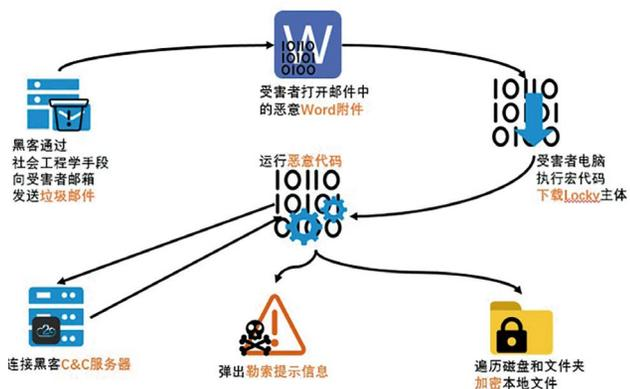 W
10110
10101
0100
受害者打开邮件中
的恶意Word附件
黑客通过
社会工程学手段
向受害者邮箱
发送垃圾邮件
受害者电脑
执行宏代码
下载Locky主体
运行恶意代码
10110
连接黑客C&C服务器
弹出勒索提示信息
遍历磁盘和文件夹
加密本地文件